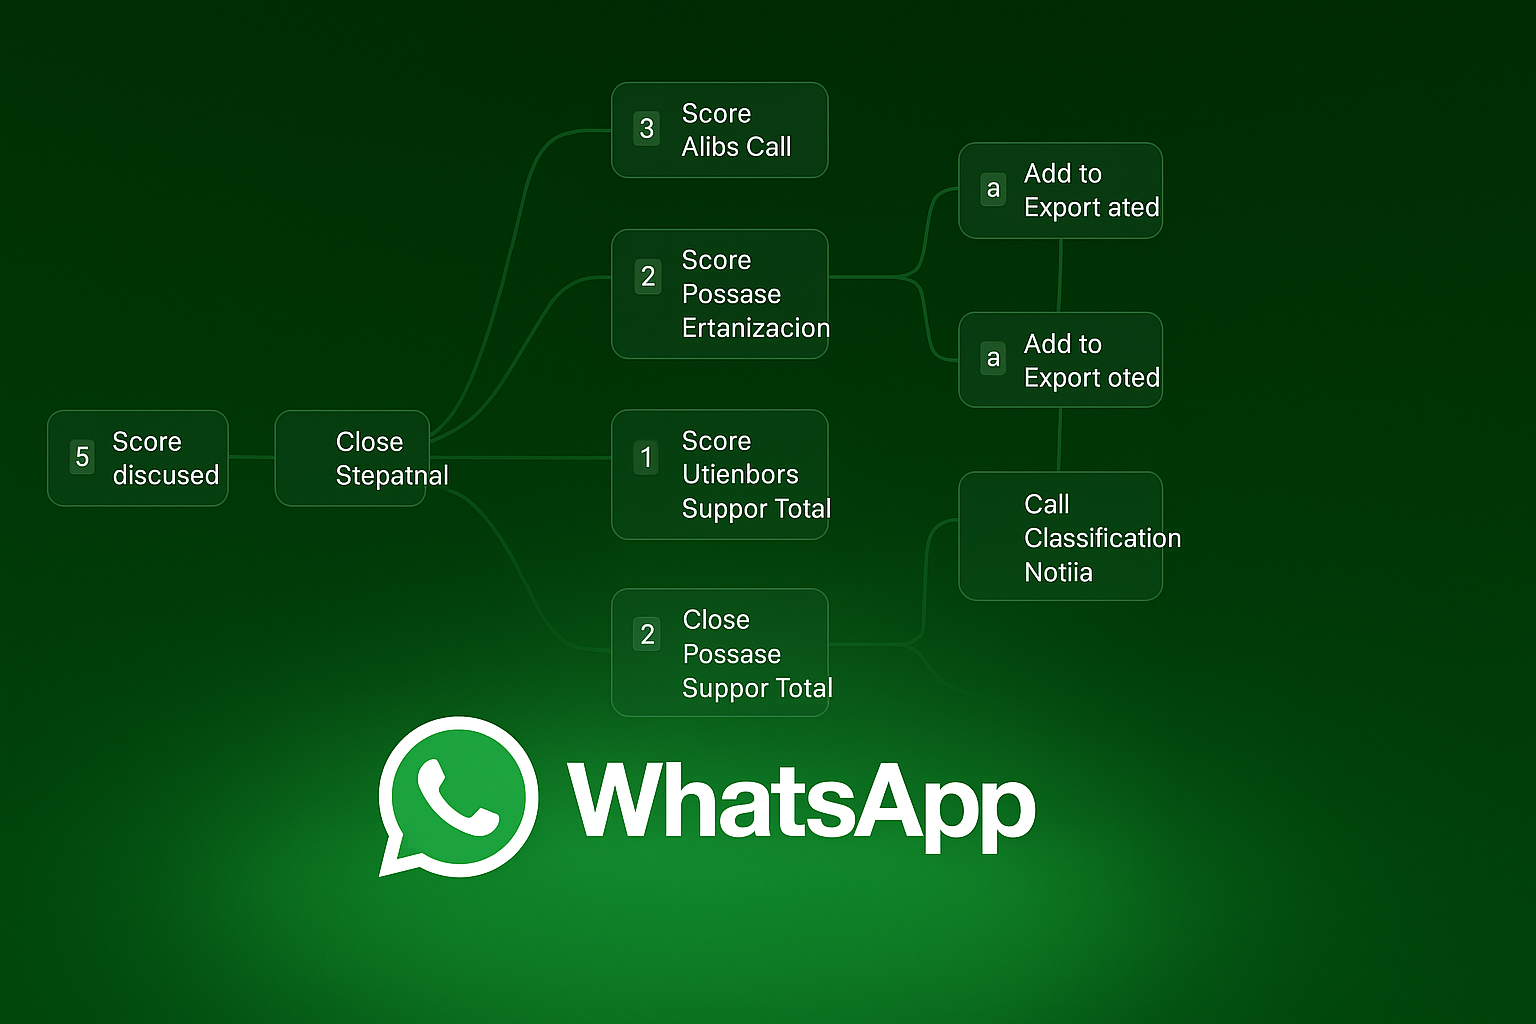 3
Score
Alibs Call
a
Add to
Export ated
2
Score
Possase
Ertanizacion
a
Add to
Export oted
5
Score
discused
Close
Stepatnal
1
Score
Utienbors
Suppor Total
Call
Classification
Notiia
2
Close
Possase
Suppor Total
WhatsApp